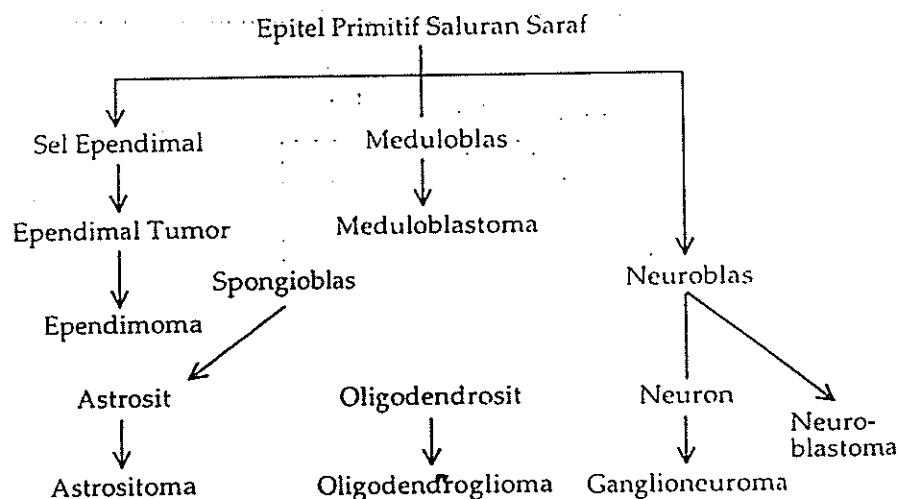 Epitel Primitif Saluran Saraf
Sel Ependimal
Meduloblas
Ependimal Tumor
Meduloblastoma
Spongioblas
Neuroblas
Ependimoma
Astrosit
Oligodendrosit
Neuron
Neuro-
blastoma
Astrositoma
Oligodendroglioma
Ganglioneuroma